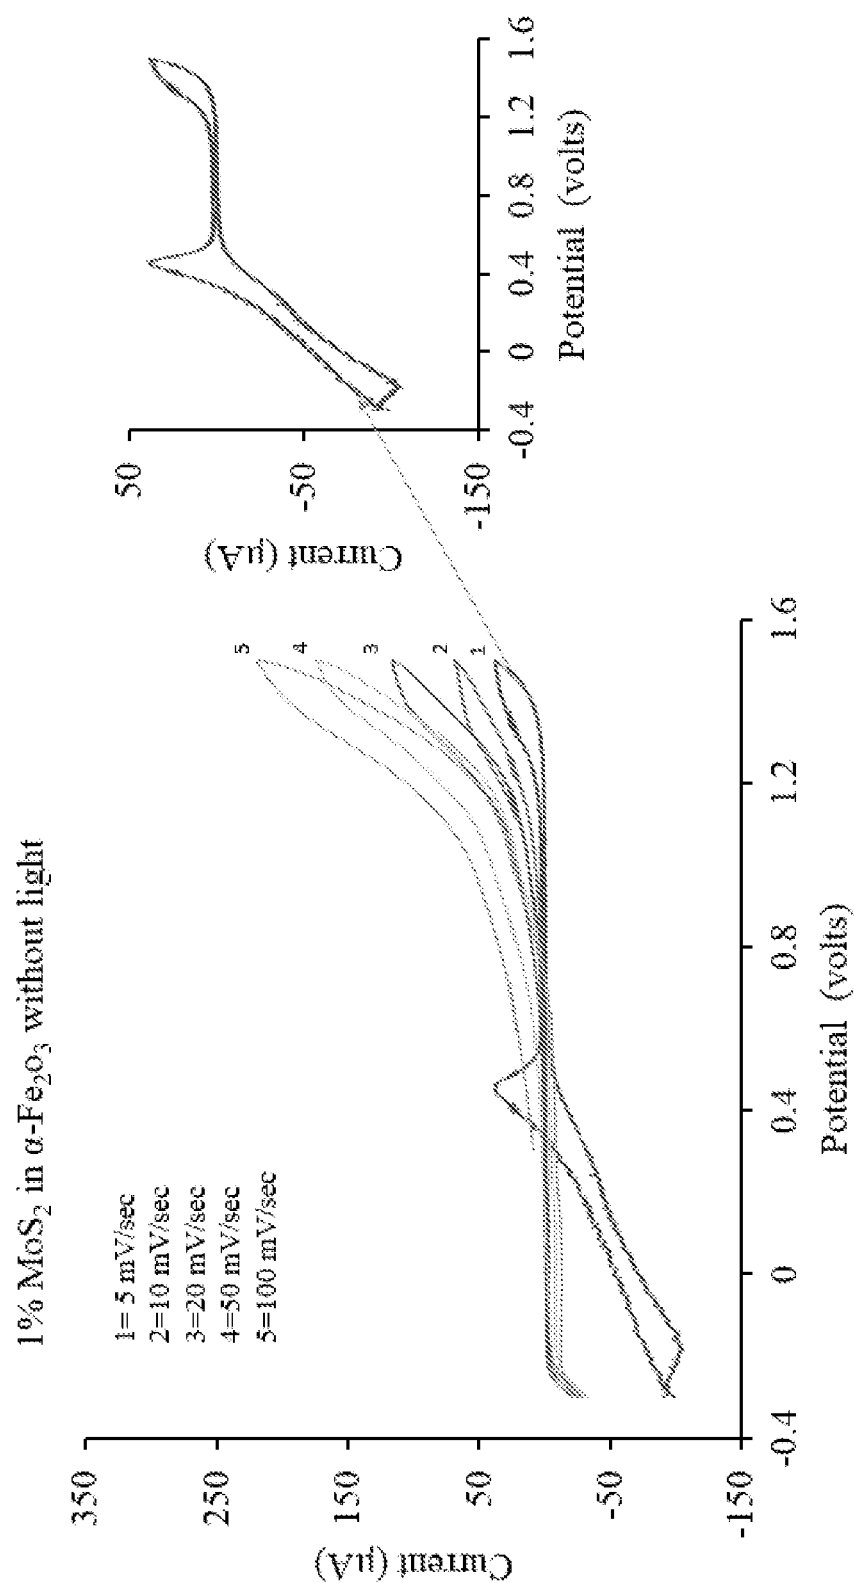 1% MoS2 in α-Fe2O3 without light
1= 5 mV/sec
2=10 mV/sec
3=20 mV/sec
4=50 mV/sec
5=100 mV/sec
350
250
150
50
-50
-150
Current (µA)
-0.4
0
0.4
0.8
1.2
1.6
Potential (volts)
5
4
3
2
1
50
-50
-150
Current (µA)
-0.4
0
0.4
0.8
1.2
1.6
Potential (volts)